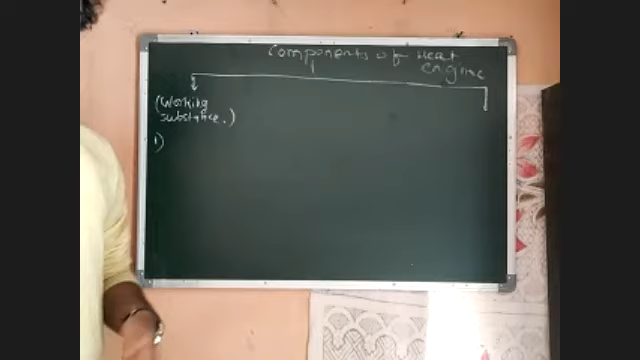 Components of Heat
engine
(Working
substance.)
1)